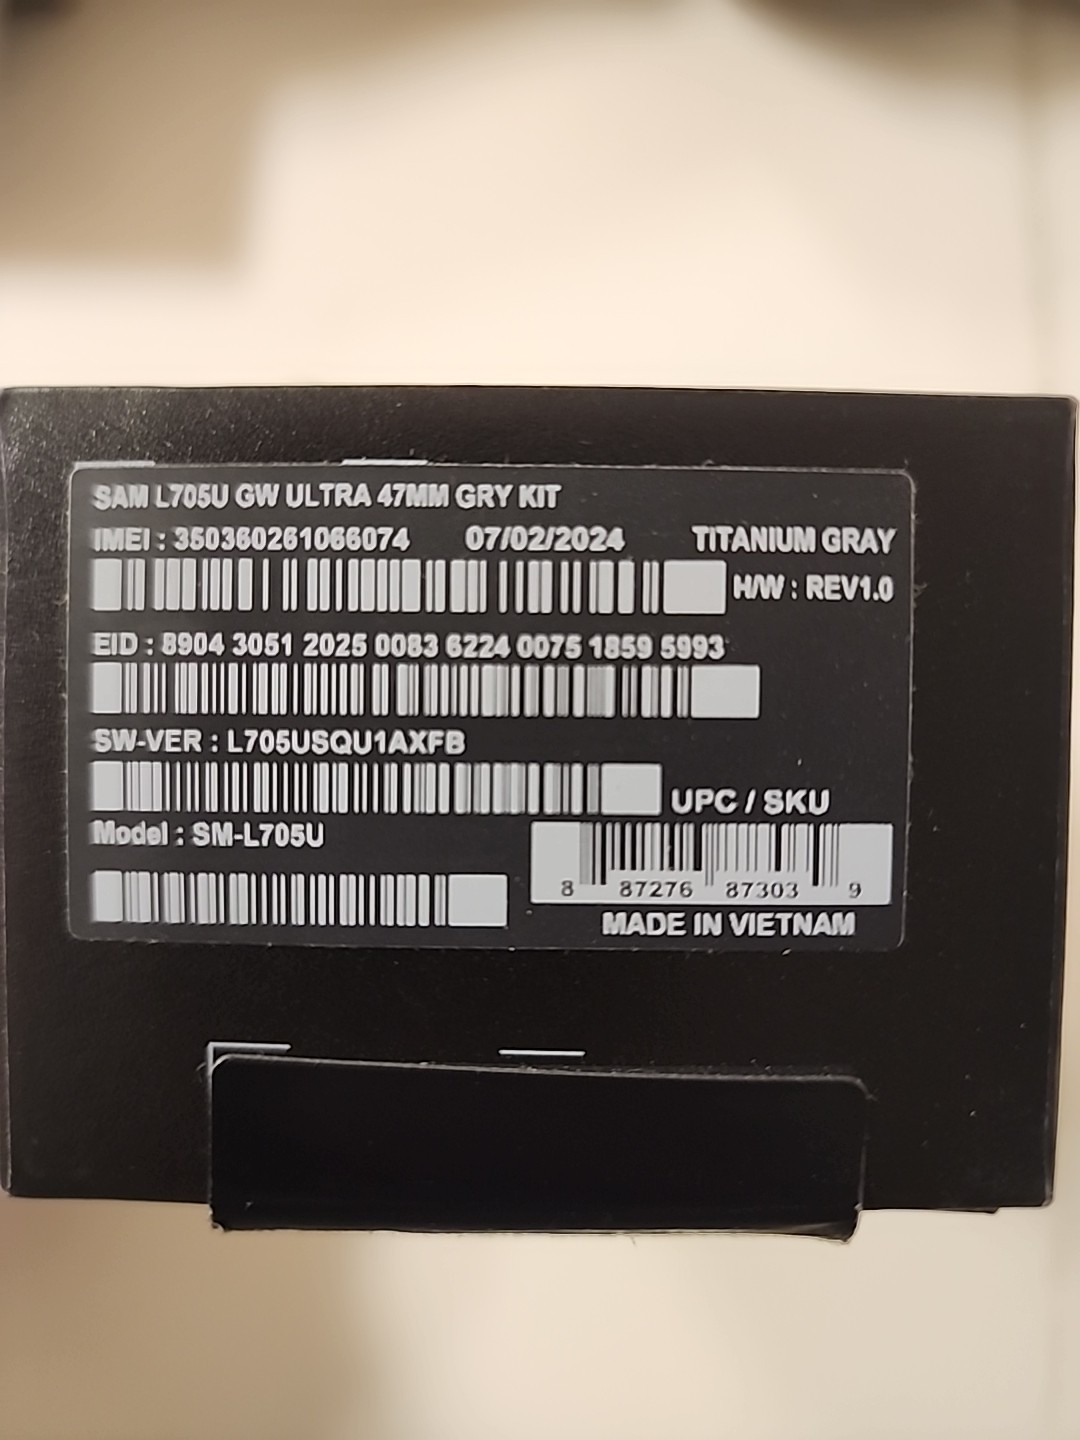 SAM L705U GW ULTRA 47MM GRY KIT
IMEI : 350360261066074 07/02/2024 TITANIUM GRAY
H/W : REV1.0
EID : 8904 3051 2025 0083 6224 0075 1859 5993
SW-VER : L705USQU1AXFB
UPC / SKU
Model : SM-L705U
8 87276 87303 9
MADE IN VIETNAM